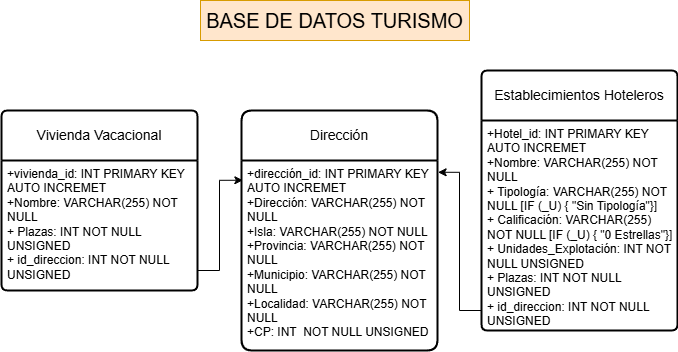 BASE DE DATOS TURISMO
Vivienda Vacacional
+vivienda_id: INT PRIMARY KEY
AUTO INCREMET
+Nombre: VARCHAR(255) NOT
NULL
+ Plazas: INT NOT NULL
UNSIGNED
+ id_direccion: INT NOT NULL
UNSIGNED
Dirección
+dirección_id: INT PRIMARY KEY
AUTO INCREMET
+Dirección: VARCHAR(255) NOT
NULL
+Isla: VARCHAR(255) NOT NULL
+Provincia: VARCHAR(255) NOT
NULL
+Municipio: VARCHAR(255) NOT
NULL
+Localidad: VARCHAR(255) NOT
NULL
+CP: INT  NOT NULL UNSIGNED
Establecimientos Hoteleros
+Hotel_id: INT PRIMARY KEY
AUTO INCREMET
+Nombre: VARCHAR(255) NOT
NULL
+ Tipología: VARCHAR(255) NOT
NULL [IF (_U) { "Sin Tipología"}]
+ Calificación: VARCHAR(255)
NOT NULL [IF (_U) { "0 Estrellas"}]
+ Unidades_Explotación: INT NOT
NULL UNSIGNED
+ Plazas: INT NOT NULL
UNSIGNED
+ id_direccion: INT NOT NULL
UNSIGNED